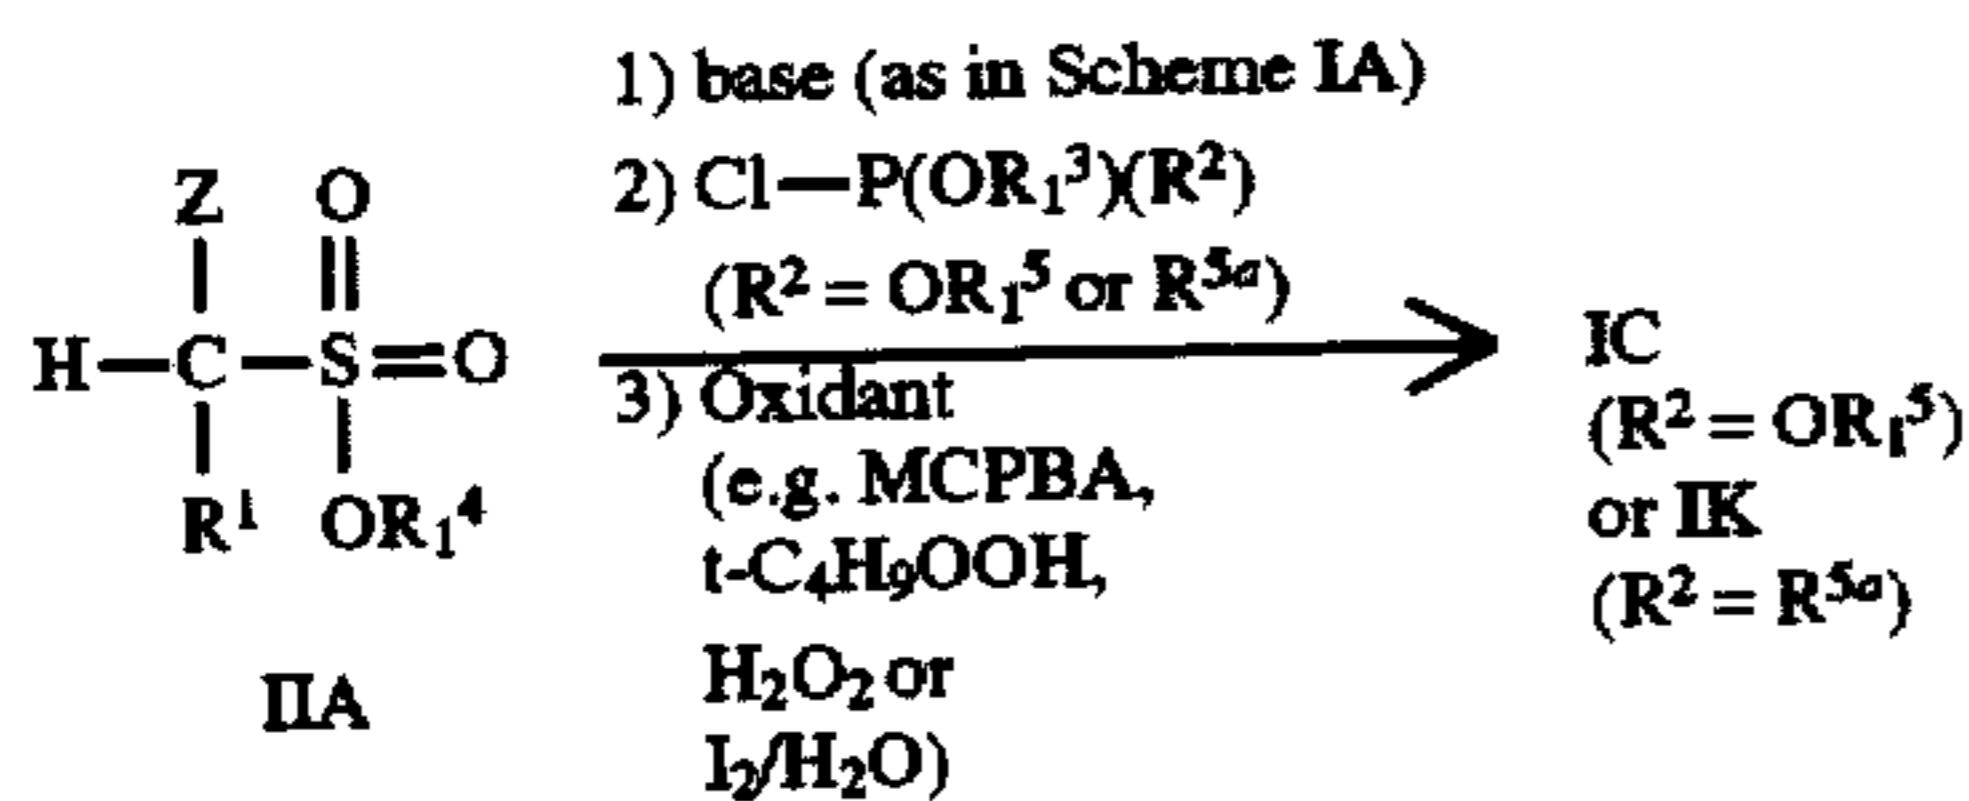 1) base (as in Scheme IA)
2) Cl—P(OR₁³)(R²)
(R² = OR₁⁵ or R⁵ᵃ)
3) Oxidant
(e.g. MCPBA,
t-C₄H₉OOH,
H₂O₂ or
I₂/H₂O)
Z O
H—C—S=O
R¹ OR₁⁴
IIA
IC
(R² = OR₁⁵)
or IK
(R² = R⁵ᵃ)